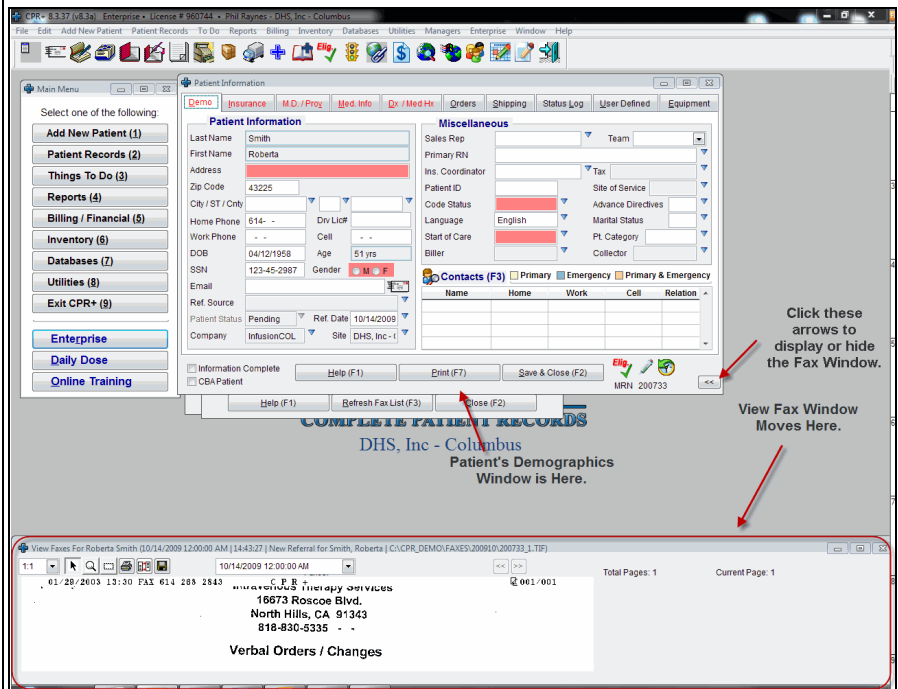 CPR+ 8.3.37 (v8.3a) Enterprise • License # 960744 • Phil Raynes - DHS, Inc - Columbus
File Edit Add New Patient Patient Records To Do Reports Billing Inventory Databases Utilities Managers Enterprise Window Help
Elig.
Main Menu
Select one of the following:
Add New Patient (1)
Patient Records (2)
Things To Do (3)
Reports (4)
Billing / Financial (5)
Inventory (6)
Databases (7)
Utilities (8)
Exit CPR+ (9)
Enterprise
Daily Dose
Online Training
Patient Information
Demo Insurance M.D. / Prov Med. Info Dx / Med Hx Orders Shipping Status Log User Defined Equipment
Patient Information
Last Name Smith
First Name Roberta
Address
Zip Code 43225
City / ST / Cnty
Home Phone 614- - Drv Lic#
Work Phone - - Cell - -
DOB 04/12/1958 Age 51 yrs
SSN 123-45-2987 Gender M F
Email
Ref. Source
Patient Status Pending Ref. Date 10/14/2009
Company InfusionCOL Site DHS, Inc - (
Miscellaneous
Sales Rep Team
Primary RN
Ins. Coordinator Tax
Patient ID Site of Service
Code Status Advance Directives
Language English Marital Status
Start of Care Pt. Category
Biller Collector
Contacts (F3) Primary Emergency Primary & Emergency
Name Home Work Cell Relation
Information Complete
CBA Patient
Help (F1) Print (F7) Save & Close (F2)
Elig.
MRN 200733 <<
Help (F1) Refresh Fax List (F3) Close (F2)
COMPLETE PATIENT RECORDS
DHS, Inc - Columbus
Click these
arrows to
display or hide
the Fax Window.
View Fax Window
Moves Here.
Patient's Demographics
Window is Here.
View Faxes For Roberta Smith (10/14/2009 12:00:00 AM | 14:43:27 | New Referral for Smith, Roberta | C:\CPR_DEMO\FAXES\200910\200733_1.TIF)
1:1 10/14/2009 12:00:00 AM << >> Total Pages: 1 Current Page: 1
01/29/2003 13:30 FAX 614 285 2843 C P R + 001/001
Intravenous Therapy Services
16673 Roscoe Blvd.
North Hills, CA 91343
818-830-5335 - -
Verbal Orders / Changes